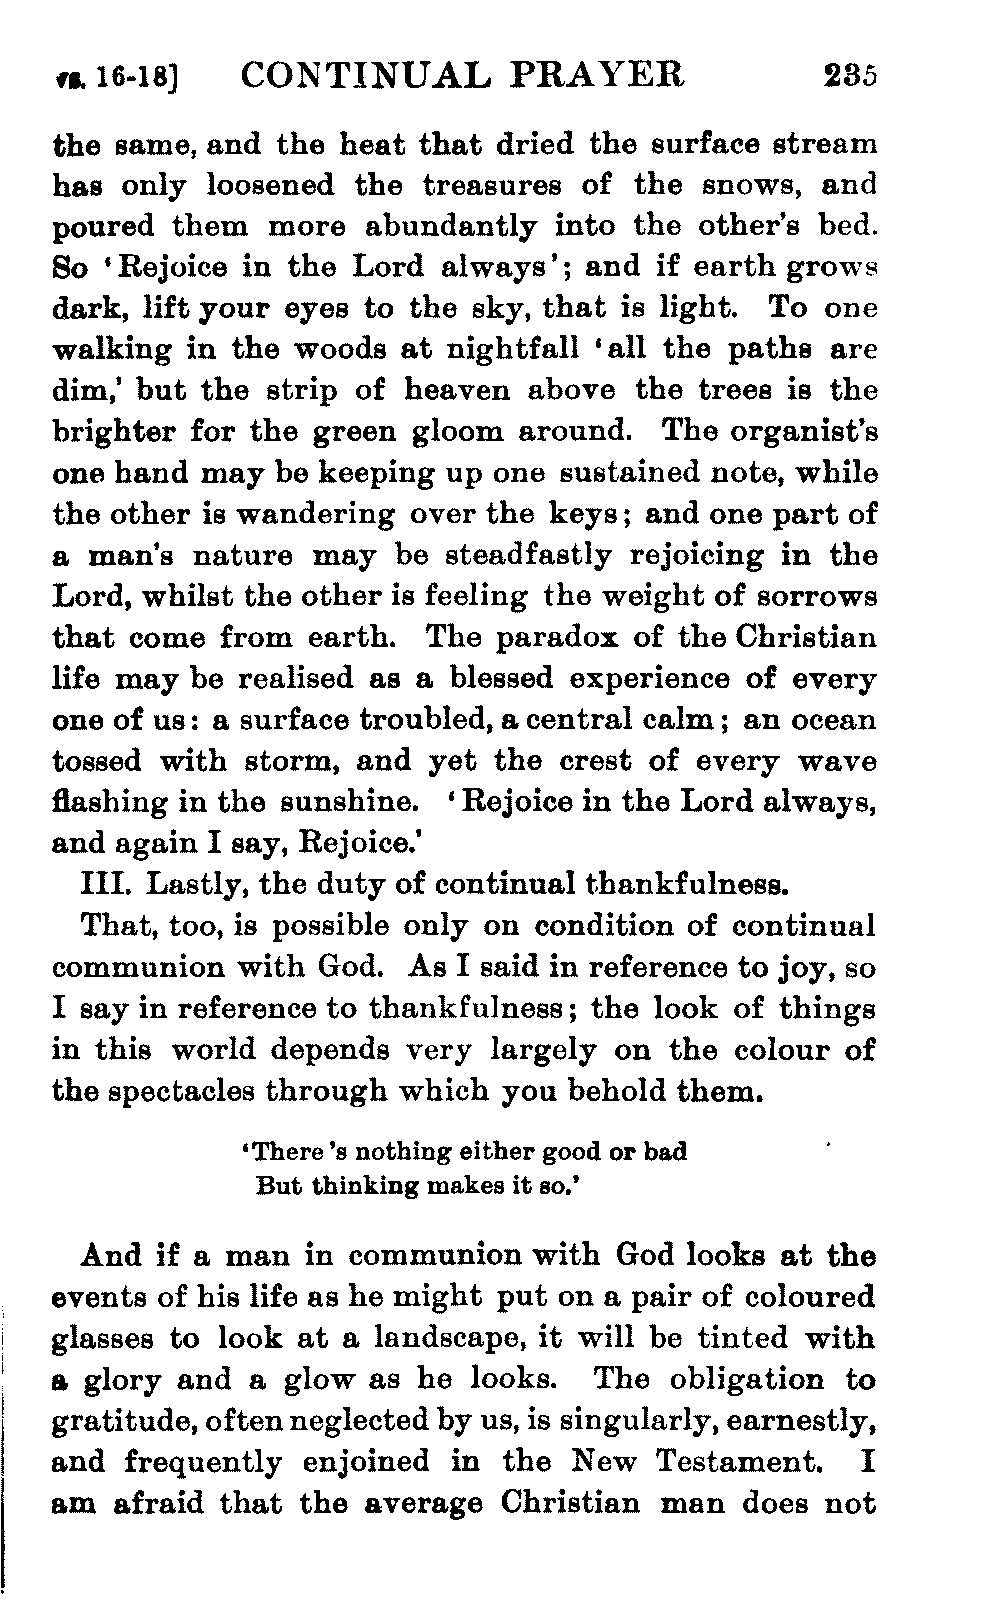 vs. 16-18] CONTINUAL PRAYER 235
the same, and the heat that dried the surface stream
has only loosened the treasures of the snows, and
poured them more abundantly into the other's bed.
So ‘Rejoice in the Lord always’; and if earth grows
dark, lift your eyes to the sky, that is light. To one
walking in the woods at nightfall ‘all the paths are
dim,’ but the strip of heaven above the trees is the
brighter for the green gloom around. The organist's
one hand may be keeping up one sustained note, while
the other is wandering over the keys; and one part of
a man's nature may be steadfastly rejoicing in the
Lord, whilst the other is feeling the weight of sorrows
that come from earth. The paradox of the Christian
life may be realised as a blessed experience of every
one of us: a surface troubled, a central calm; an ocean
tossed with storm, and yet the crest of every wave
flashing in the sunshine. ‘Rejoice in the Lord always,
and again I say, Rejoice.’
III. Lastly, the duty of continual thankfulness.
That, too, is possible only on condition of continual
communion with God. As I said in reference to joy, so
I say in reference to thankfulness; the look of things
in this world depends very largely on the colour of
the spectacles through which you behold them.
‘There 's nothing either good or bad
But thinking makes it so.’
And if a man in communion with God looks at the
events of his life as he might put on a pair of coloured
glasses to look at a landscape, it will be tinted with
a glory and a glow as he looks. The obligation to
gratitude, often neglected by us, is singularly, earnestly,
and frequently enjoined in the New Testament. I
am afraid that the average Christian man does not